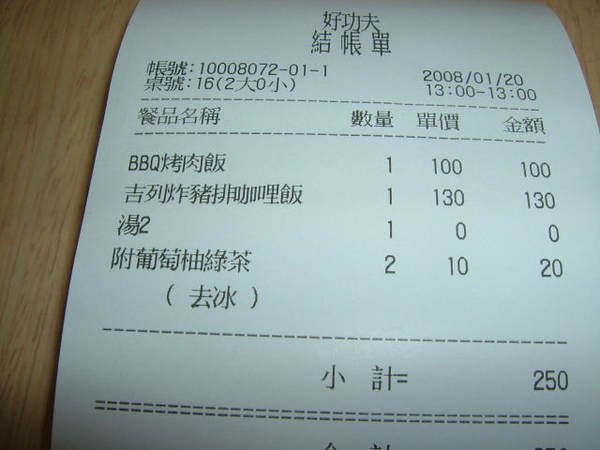 好功夫
結帳單
帳號:10008072-01-1 2008/01/20
桌號:16(2大0小) 13:00-13:00
餐品名稱 數量 單價 金額
BBQ烤肉飯 1 100 100
吉列炸豬排咖哩飯 1 130 130
湯2 1 0 0
附葡萄柚綠茶 2 10 20
( 去冰 )
小 計= 250